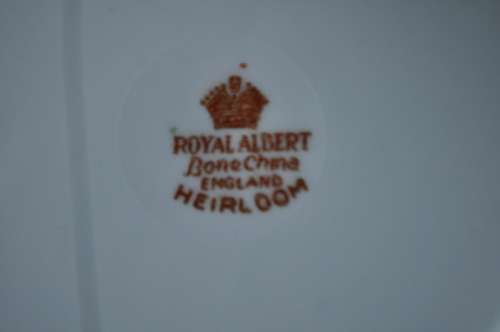 ROYAL ALBERT
Bone China
ENGLAND
HEIRLOOM